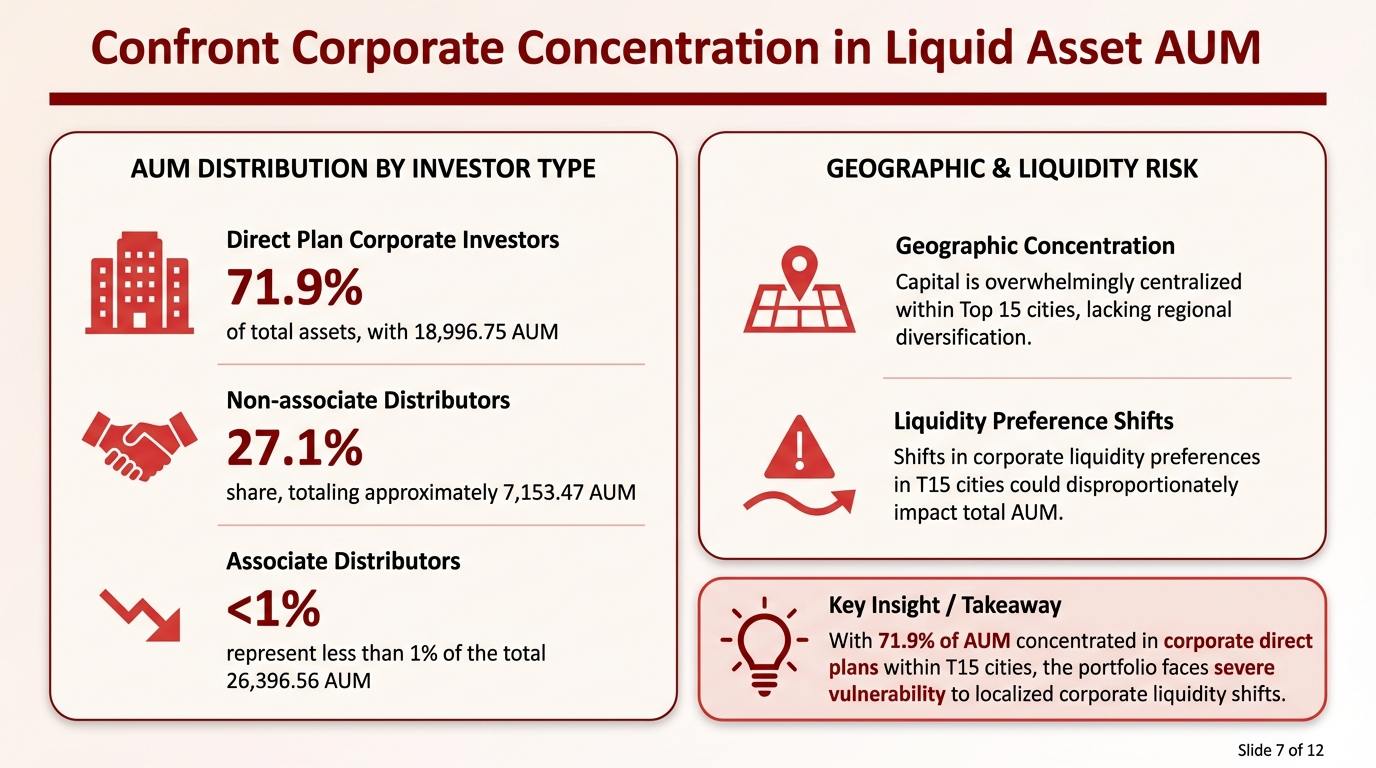 Confront Corporate Concentration in Liquid Asset AUM
AUM DISTRIBUTION BY INVESTOR TYPE
Direct Plan Corporate Investors
71.9%
of total assets, with 18,996.75 AUM
Non-associate Distributors
27.1%
share, totaling approximately 7,153.47 AUM
Associate Distributors
<1%
represent less than 1% of the total
26,396.56 AUM
GEOGRAPHIC & LIQUIDITY RISK
Geographic Concentration
Capital is overwhelmingly centralized
within Top 15 cities, lacking regional
diversification.
Liquidity Preference Shifts
Shifts in corporate liquidity preferences
in T15 cities could disproportionately
impact total AUM.
Key Insight / Takeaway
With 71.9% of AUM concentrated in corporate direct
plans within T15 cities, the portfolio faces severe
vulnerability to localized corporate liquidity shifts.
Slide 7 of 12